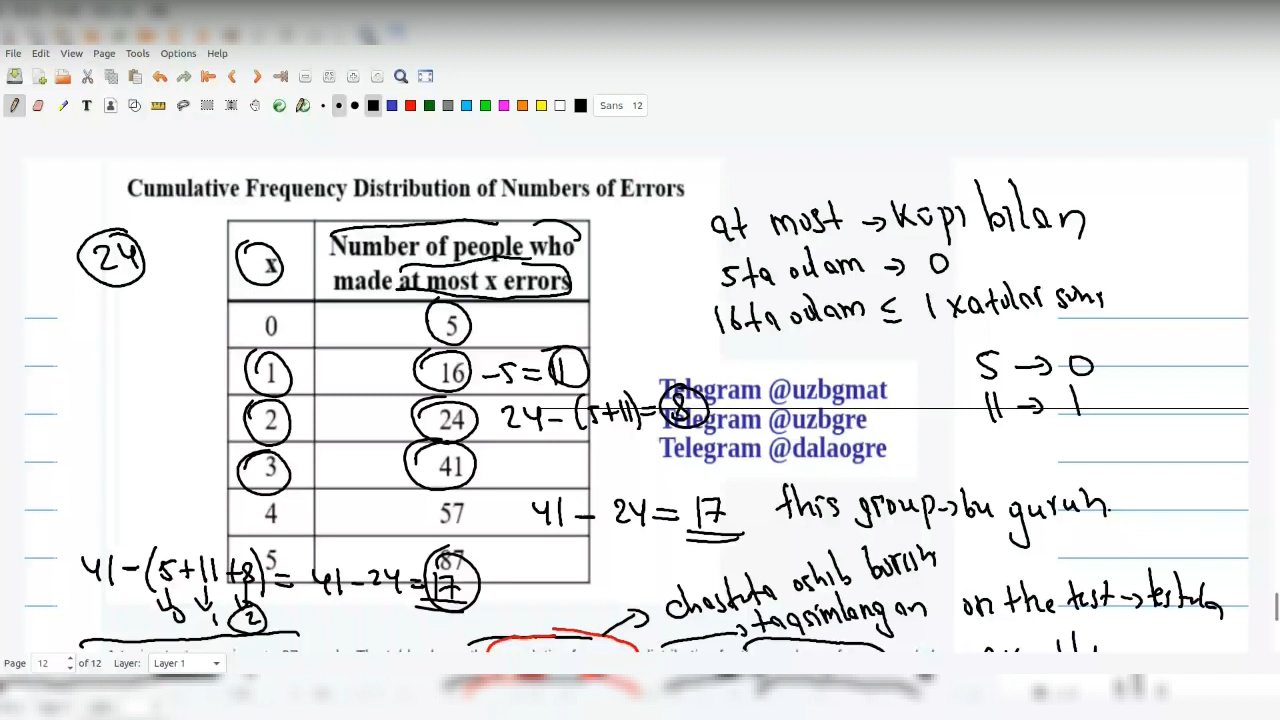 File Edit View Page Tools Options Help
Sans 12
Cumulative Frequency Distribution of Numbers of Errors
24
x
Number of people who
made at most x errors
0 5
1 16 -5=11
2 24 24-(5+11)=8
3 41
4 57
5 87
at most → kopi bilan
5ta odam → 0
16ta odam ≤ 1 xatolar soni
5 → 0
11 → 1
Telegram @uzbgmat
Telegram @uzbgre
Telegram @dalaogre
41 - 24 = 17 this group → bu guruh
41-(5+11+8)= 41-24=17
0 1 2
chastota oshib borish
→ taqsimlangan
on the test → testda
Page 12 of 12 Layer: Layer 1